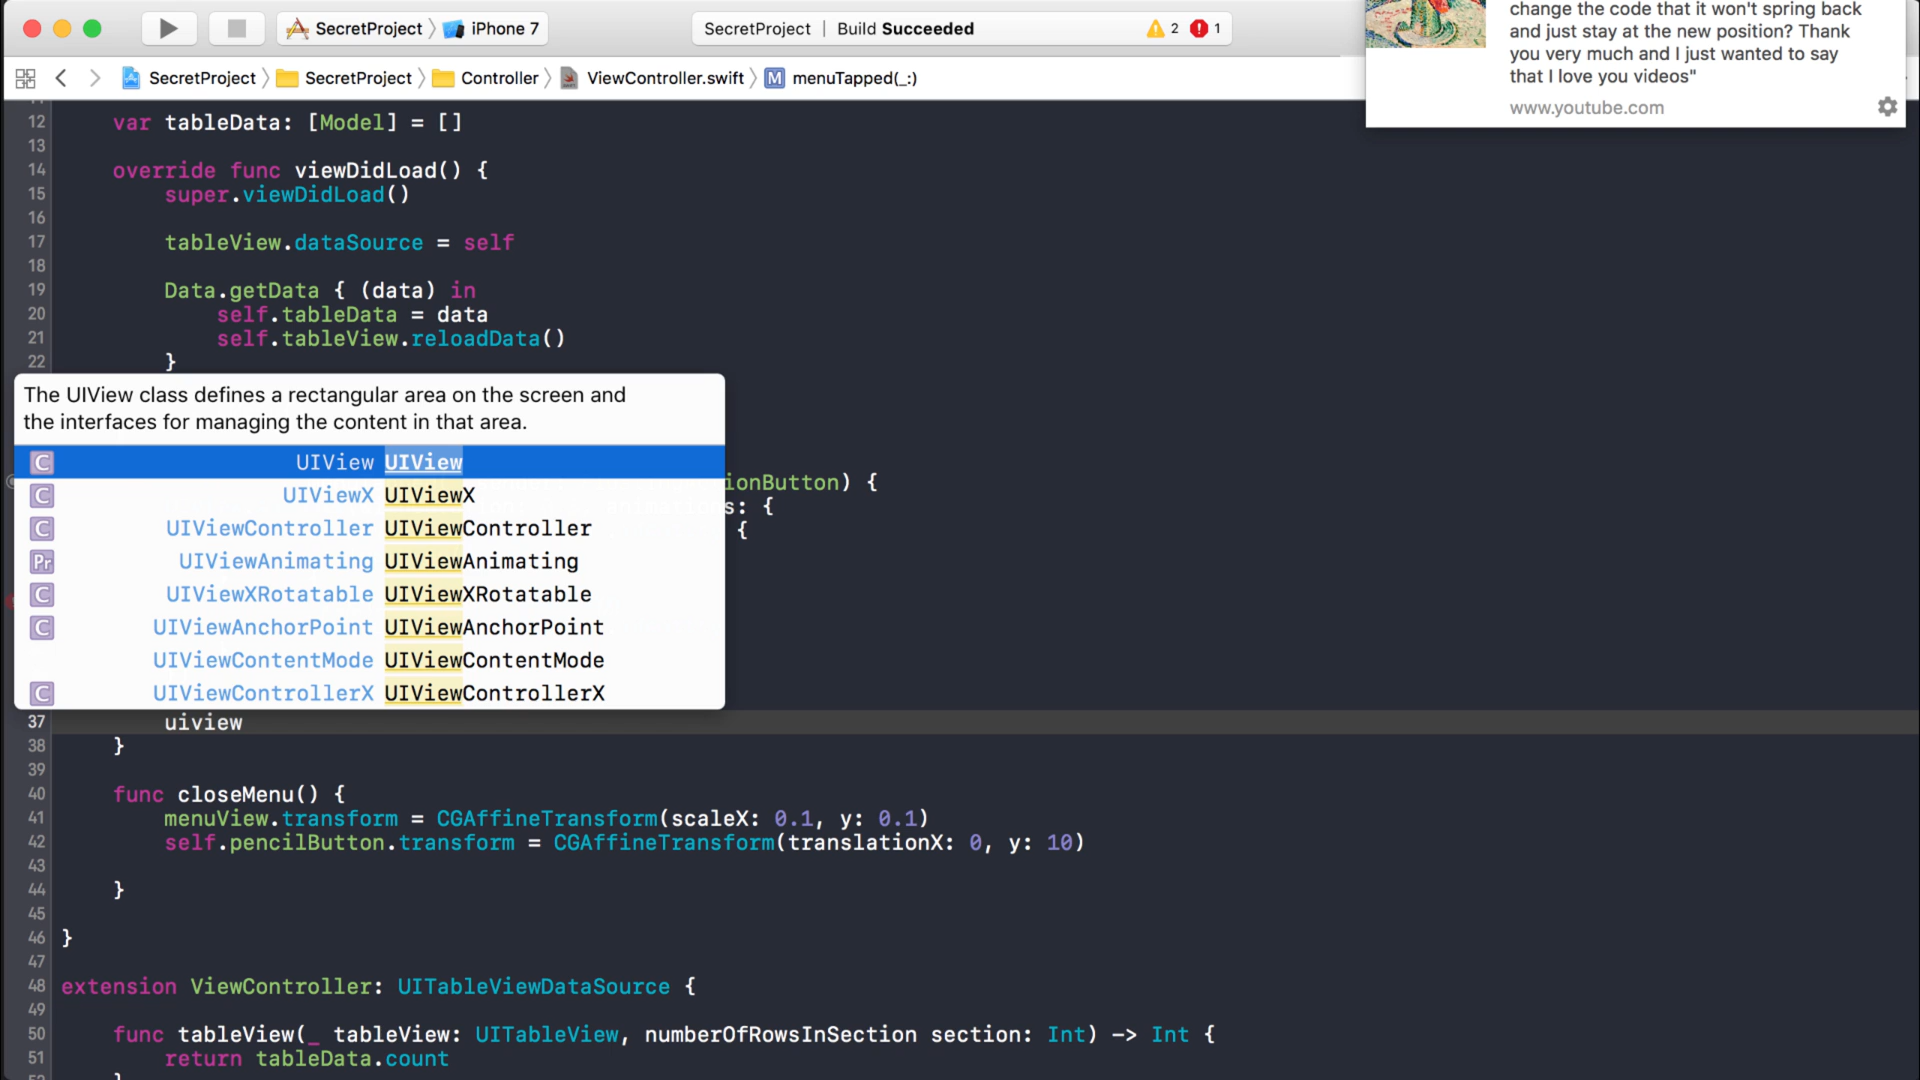 SecretProject iPhone 7 SecretProject | Build Succeeded 2 1
change the code that it won't spring back
and just stay at the new position? Thank
you very much and I just wanted to say
that I love you videos"
www.youtube.com
SecretProject SecretProject Controller ViewController.swift M menuTapped(_:)
12 var tableData: [Model] = []
13
14 override func viewDidLoad() {
15 super.viewDidLoad()
16
17 tableView.dataSource = self
18
19 Data.getData { (data) in
20 self.tableData = data
21 self.tableView.reloadData()
22 }
The UIView class defines a rectangular area on the screen and
the interfaces for managing the content in that area.
C UIView UIView
C UIViewX UIViewX
C UIViewController UIViewController
Pr UIViewAnimating UIViewAnimating
C UIViewXRotatable UIViewXRotatable
C UIViewAnchorPoint UIViewAnchorPoint
UIViewContentMode UIViewContentMode
C UIViewControllerX UIViewControllerX
ionButton) {
s: {
{
37 uiview
38 }
39
40 func closeMenu() {
41 menuView.transform = CGAffineTransform(scaleX: 0.1, y: 0.1)
42 self.pencilButton.transform = CGAffineTransform(translationX: 0, y: 10)
43
44 }
45
46 }
47
48 extension ViewController: UITableViewDataSource {
49
50 func tableView(_ tableView: UITableView, numberOfRowsInSection section: Int) -> Int {
51 return tableData.count